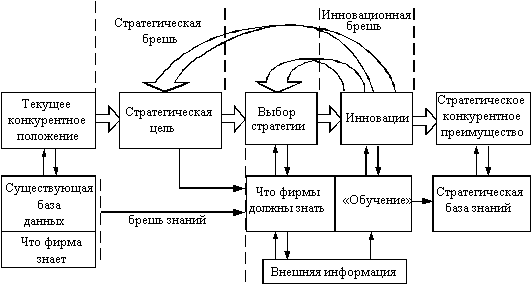 Стратегическая
брешь
Инновационная
брешь
Текущее
конкурентное
положение
Стратегическая
цель
Выбор
стратегии
Инновации
Стратегическое
конкурентное
преимущество
Существующая
база
данных
Что фирма
знает
брешь знаний
Что фирмы
должны знать
«Обучение»
Стратегическая
база знаний
Внешняя информация